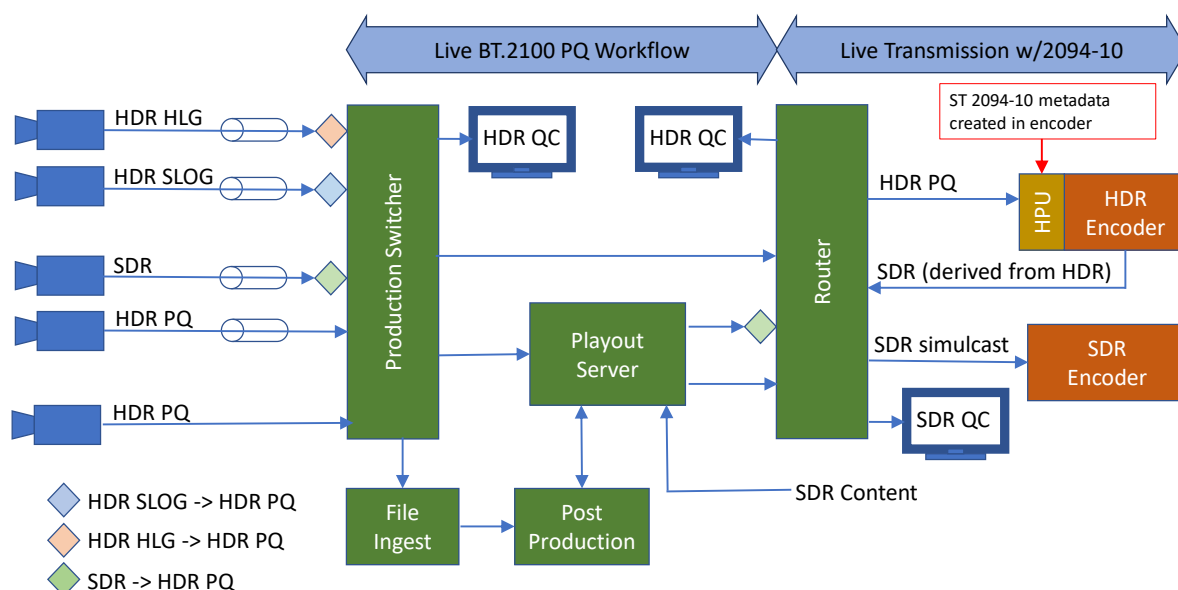 Live BT.2100 PQ Workflow
Live Transmission w/2094-10
ST 2094-10 metadada
created in encoder
HDR HLG
HDR SLOG
SDR
HDR PQ
HDR PQ
Production Switcher
HDR QC
HDR QC
Router
HDR PQ
HPU
HDR
Encoder
SDR (derived from HDR)
Playout
Server
SDR simulcast
SDR
Encoder
SDR QC
SDR Content
File
Ingest
Post
Production
HDR SLOG -> HDR PQ
HDR HLG -> HDR PQ
SDR -> HDR PQ